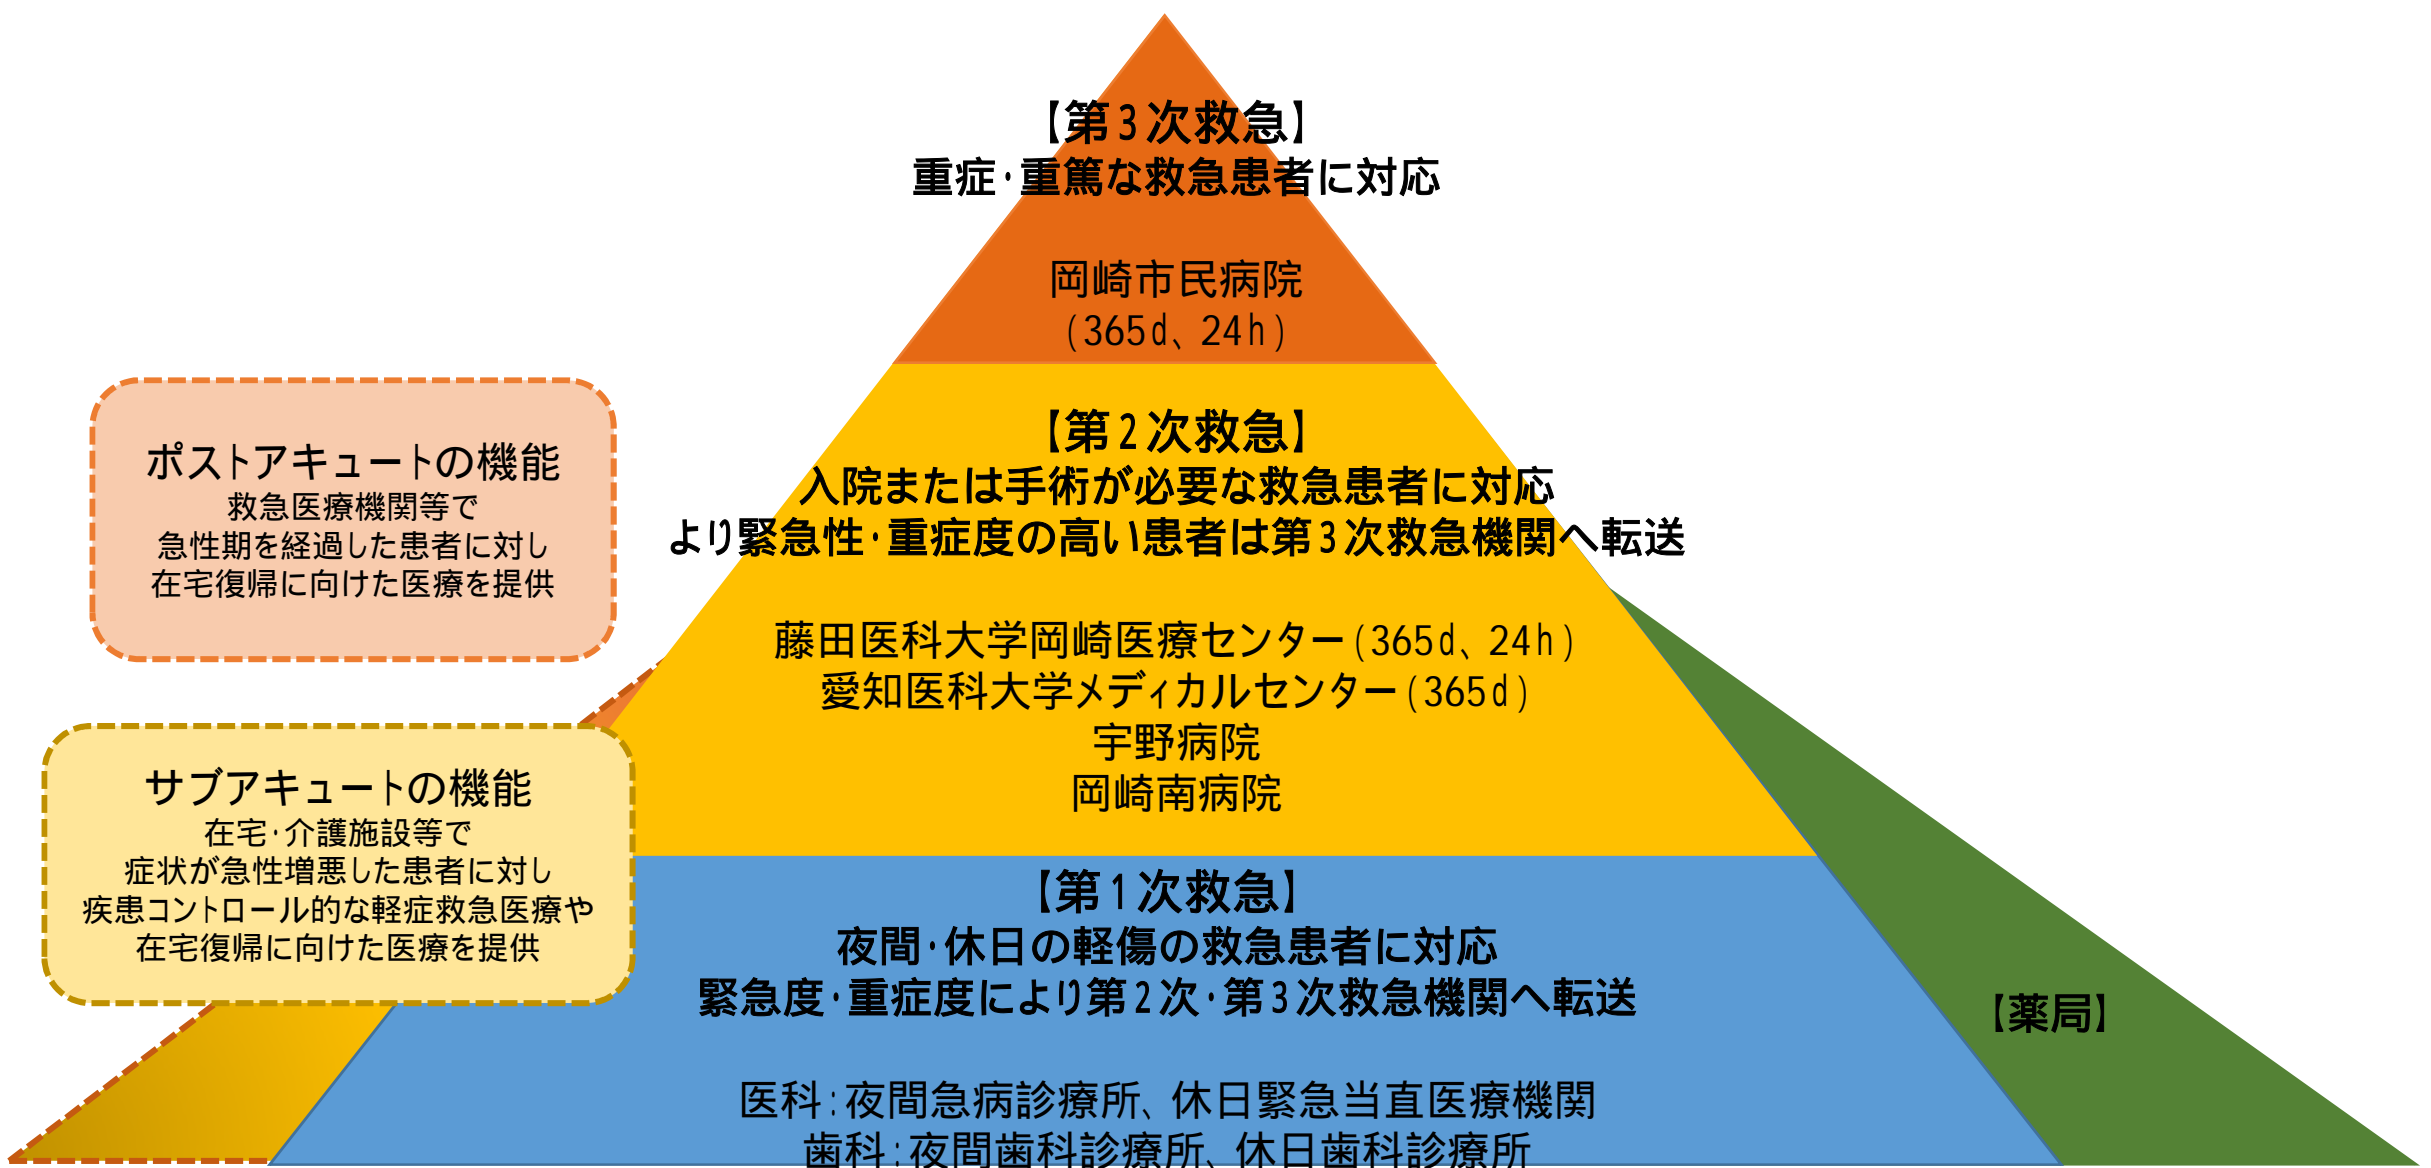 【第3次救急】
重症・重篤な救急患者に対応
岡崎市民病院
(365d、24h)
【第2次救急】
入院または手術が必要な救急患者に対応
より緊急性・重症度の高い患者は第3次救急機関へ転送
藤田医科大学岡崎医療センター(365d、24h)
愛知医科大学メディカルセンター(365d)
宇野病院
岡崎南病院
【第1次救急】
夜間・休日の軽傷の救急患者に対応
緊急度・重症度により第2次・第3次救急機関へ転送
医科:夜間急病診療所、休日緊急当直医療機関
歯科:夜間歯科診療所、休日歯科診療所
ポストアキュートの機能
救急医療機関等で
急性期を経過した患者に対し
在宅復帰に向けた医療を提供
サブアキュートの機能
在宅・介護施設等で
症状が急性増悪した患者に対し
疾患コントロール的な軽症救急医療や
在宅復帰に向けた医療を提供
【薬局】